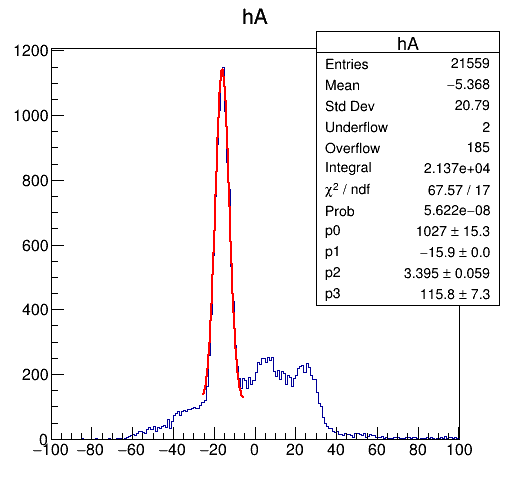 hA
hA
Entries 21559
Mean −5.368
Std Dev 20.79
Underflow 2
Overflow 185
Integral 2.137e+04
χ² / ndf 67.57 / 17
Prob 5.622e−08
p0 1027 ± 15.3
p1 −15.9 ± 0.0
p2 3.395 ± 0.059
p3 115.8 ± 7.3
1200
1000
800
600
400
200
0
−100 −80 −60 −40 −20 0 20 40 60 80 100